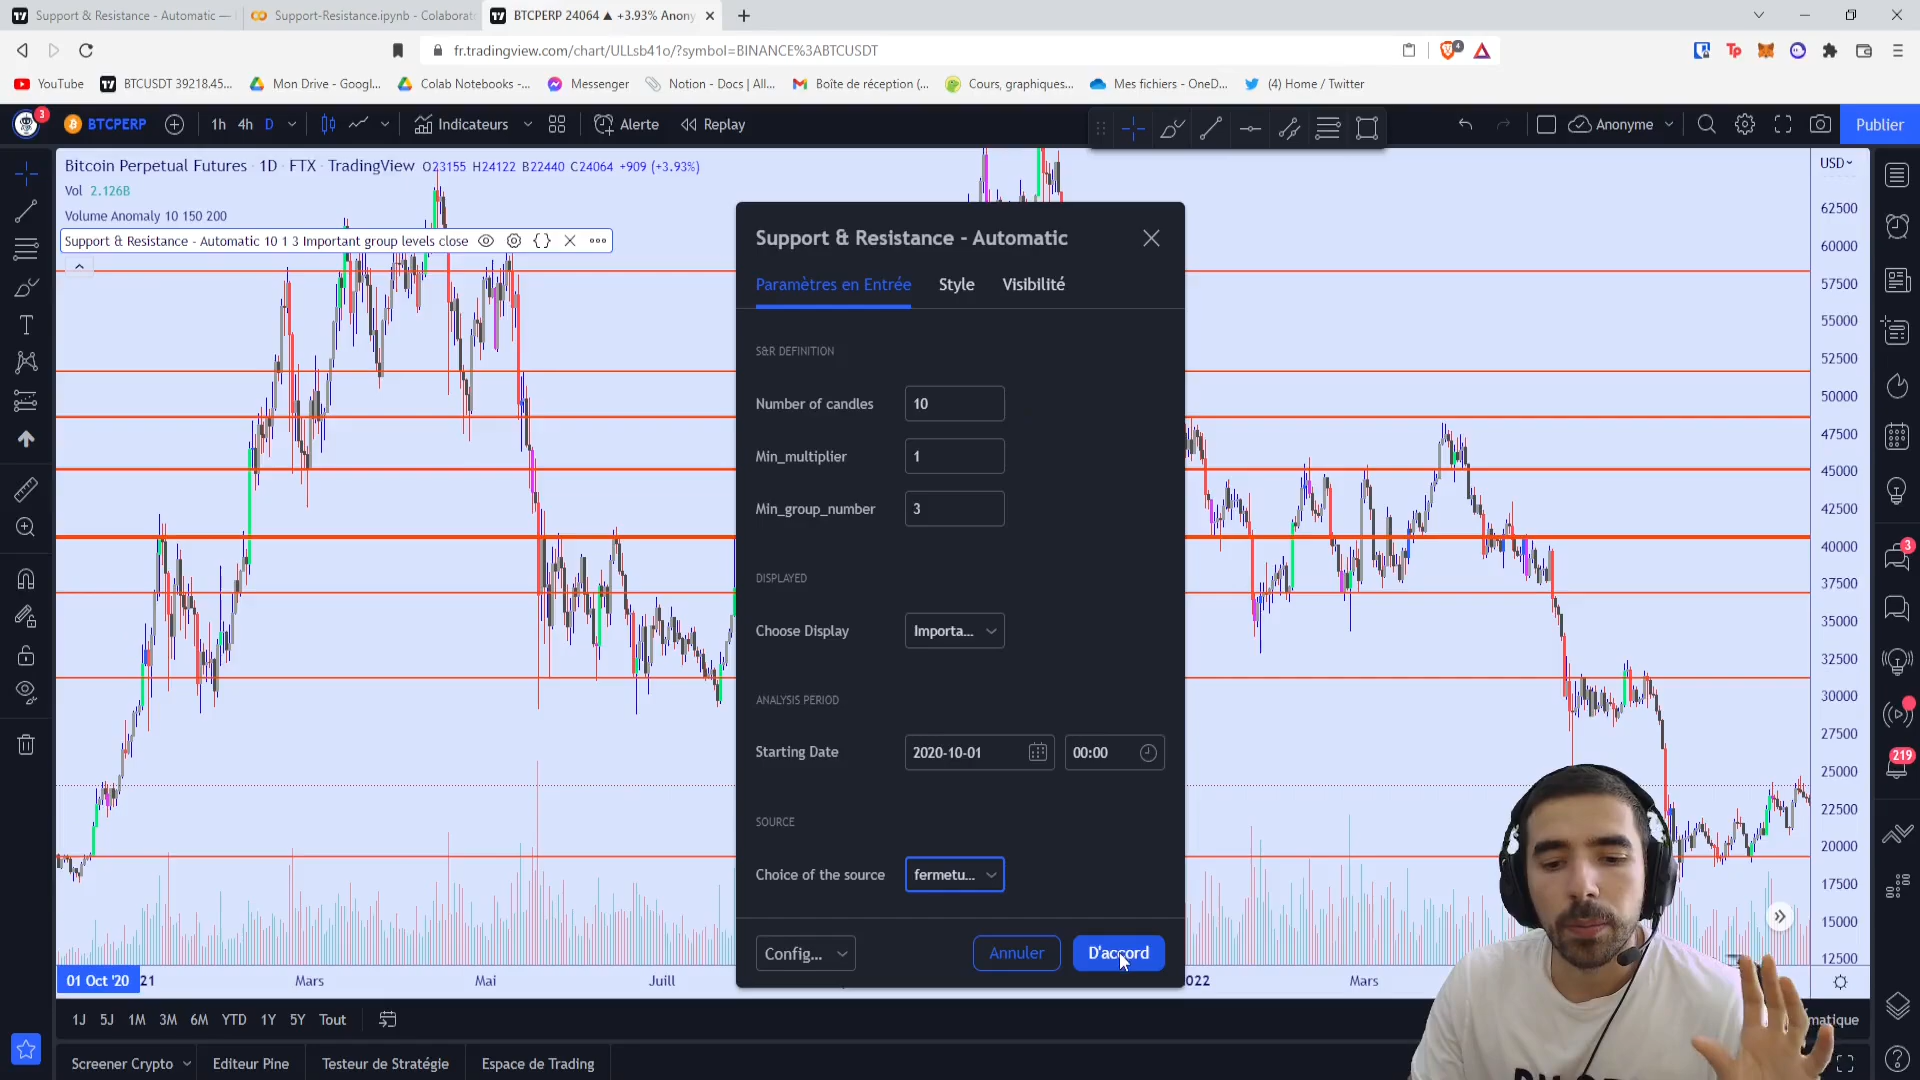 Support & Resistance - Automatic —
Support-Resistance.ipynb - Colaborat
BTCPERP 24064 ▲ +3.93% Anony
fr.tradingview.com/chart/ULLsb41o/?symbol=BINANCE%3ABTCUSDT
4
YouTube
BTCUSDT 39218.45...
Mon Drive - Googl...
Colab Notebooks -...
Messenger
Notion - Docs | All...
Boîte de réception (...
Cours, graphiques...
Mes fichiers - OneD...
(4) Home / Twitter
3
BTCPERP
1h 4h D
Indicateurs
Alerte
Replay
Anonyme
Publier
Bitcoin Perpetual Futures · 1D · FTX · TradingView O23155 H24122 B22440 C24064 +909 (+3.93%)
Vol 2.126B
Volume Anomaly 10 150 200
Support & Resistance - Automatic 10 1 3 Important group levels close
USD
62500
60000
57500
55000
52500
50000
47500
45000
42500
40000
37500
35000
32500
30000
27500
25000
22500
20000
17500
15000
12500
Support & Resistance - Automatic
Paramètres en Entrée
Style
Visibilité
S&R DEFINITION
Number of candles 10
Min_multiplier 1
Min_group_number 3
DISPLAYED
Choose Display Importa...
ANALYSIS PERIOD
Starting Date 2020-10-01 00:00
SOURCE
Choice of the source fermetu...
Config...
Annuler
D'accord
3
219
01 Oct '20
21
Mars
Mai
Juill
2022
Mars
1J 5J 1M 3M 6M YTD 1Y 5Y Tout
matique
Screener Crypto
Editeur Pine
Testeur de Stratégie
Espace de Trading